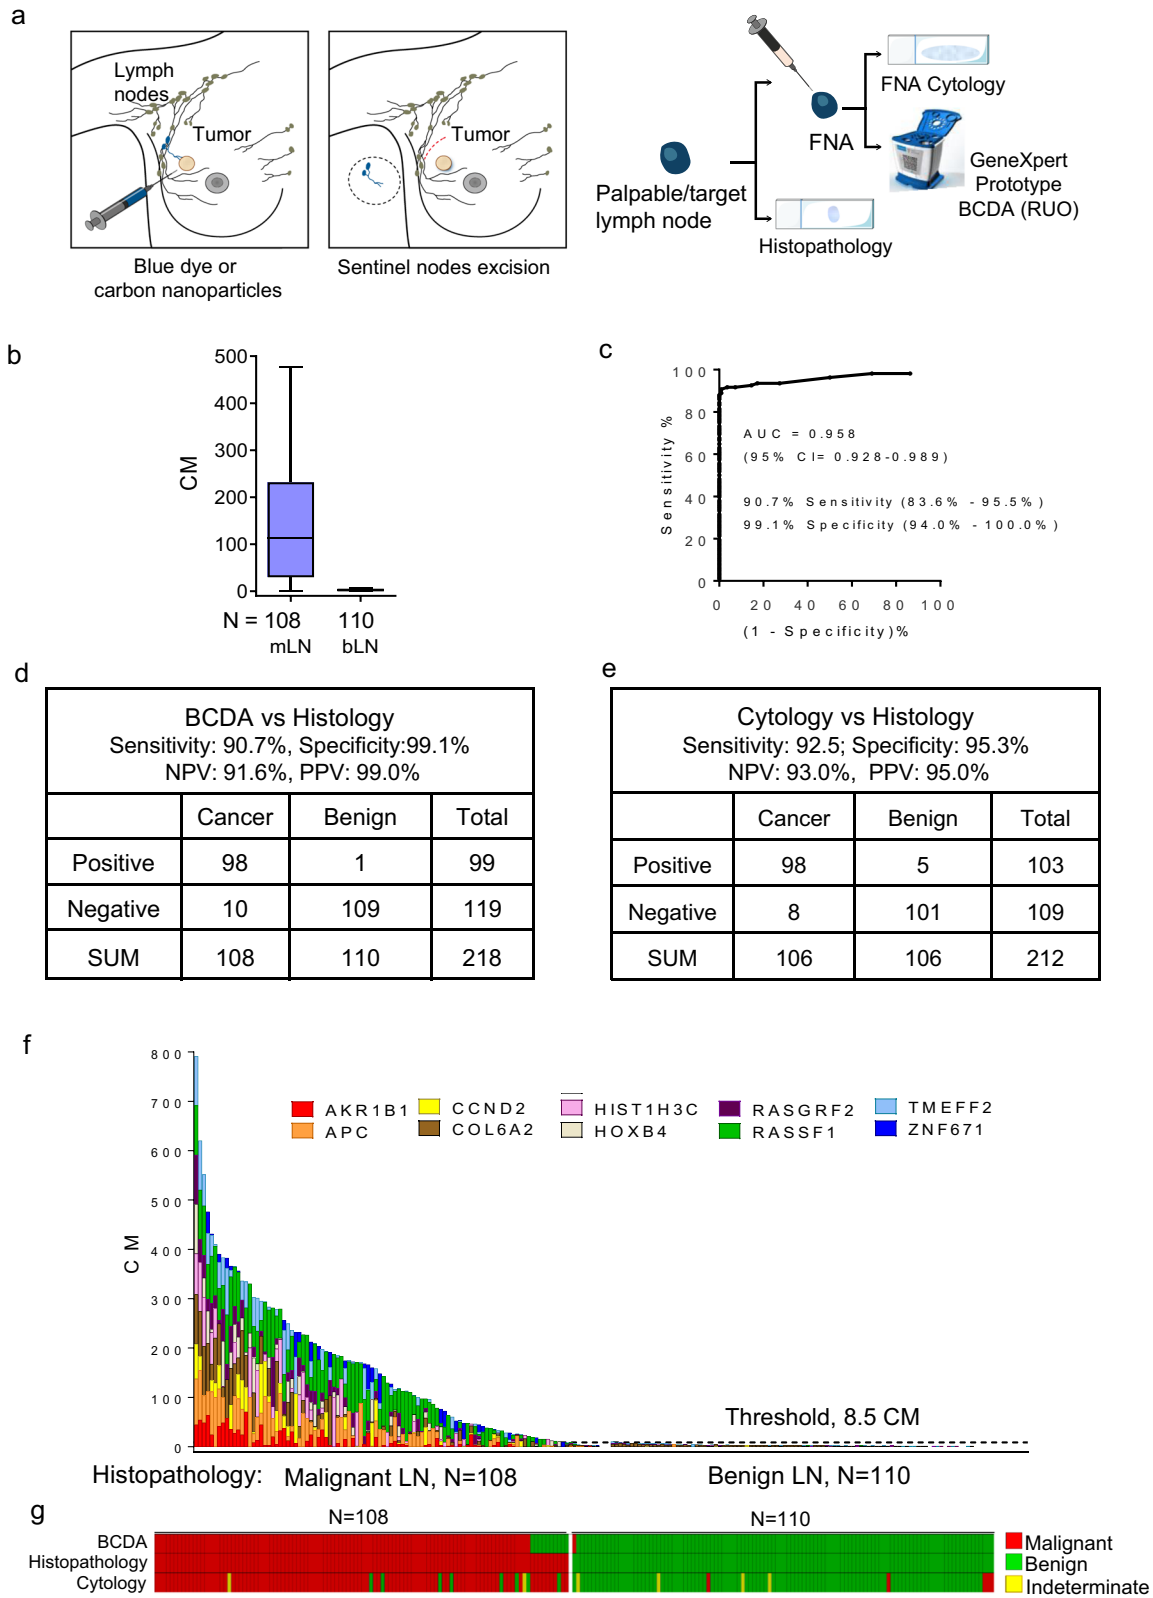 a
Lymph
nodes
Tumor
Blue dye or
carbon nanoparticles
Tumor
Sentinel nodes excision
Palpable/target
lymph node
FNA
FNA Cytology
GeneXpert
Prototype
BCDA (RUO)
Histopathology
b
CM
500
400
300
200
100
0
N = 108
110
mLN
bLN
c
Sensitivity %
100
80
60
40
20
0
AUC = 0.958
(95% CI= 0.928-0.989)
90.7% Sensitivity (83.6% - 95.5%)
99.1% Specificity (94.0% - 100.0%)
0 20 40 60 80 100
(1 - Specificity)%
d
BCDA vs Histology
Sensitivity: 90.7%, Specificity:99.1%
NPV: 91.6%, PPV: 99.0%
Cancer Benign Total
Positive 98 1 99
Negative 10 109 119
SUM 108 110 218
e
Cytology vs Histology
Sensitivity: 92.5; Specificity: 95.3%
NPV: 93.0%, PPV: 95.0%
Cancer Benign Total
Positive 98 5 103
Negative 8 101 109
SUM 106 106 212
f
CM
800
700
600
500
400
300
200
100
0
AKR1B1 CCND2 HIST1H3C RASGRF2 TMEFF2
APC COL6A2 HOXB4 RASSF1 ZNF671
Threshold, 8.5 CM
Histopathology: Malignant LN, N=108 Benign LN, N=110
g
N=108 N=110
BCDA
Histopathology
Cytology
Malignant
Benign
Indeterminate